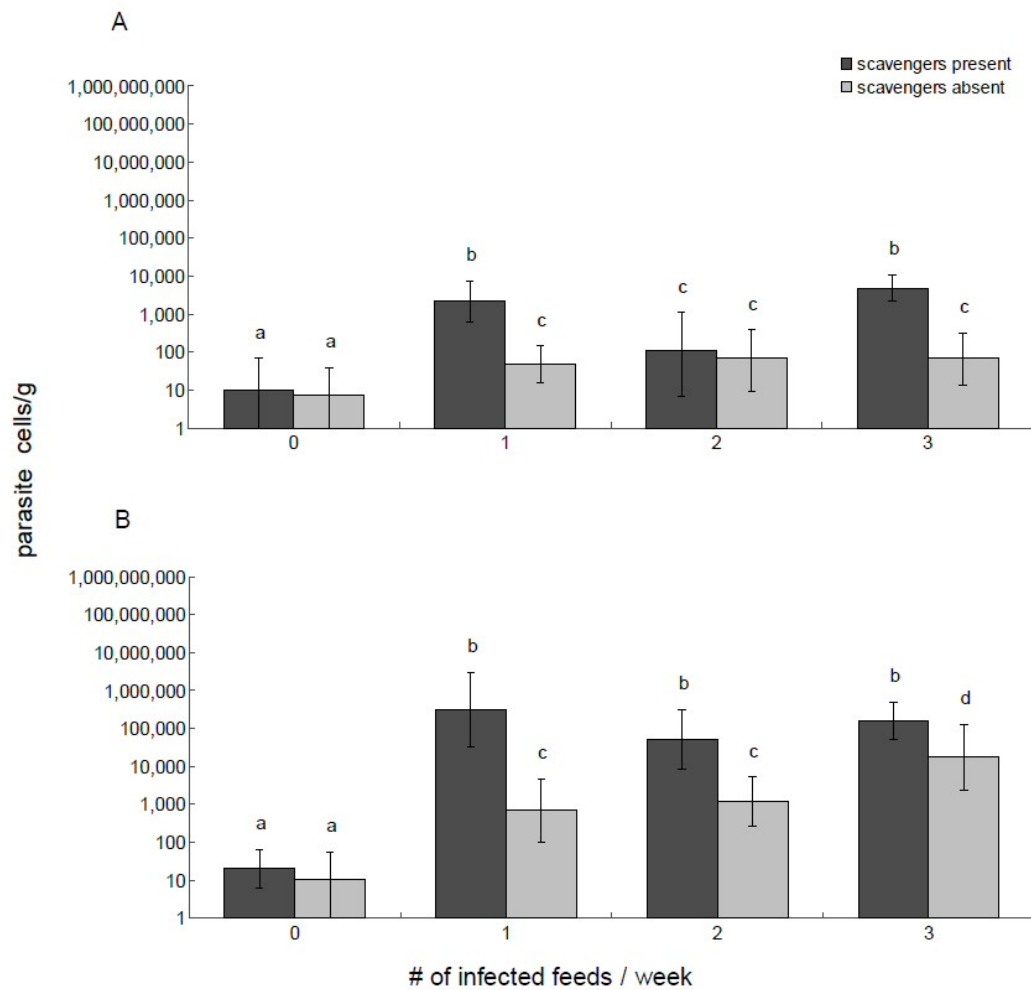 A
scavengers present
scavengers absent
1,000,000,000
100,000,000
10,000,000
1,000,000
100,000
10,000
1,000
100
10
1
a a b c c c b c
0 1 2 3
parasite cells/g
B
1,000,000,000
100,000,000
10,000,000
1,000,000
100,000
10,000
1,000
100
10
1
a a b c b c b d
0 1 2 3
# of infected feeds / week